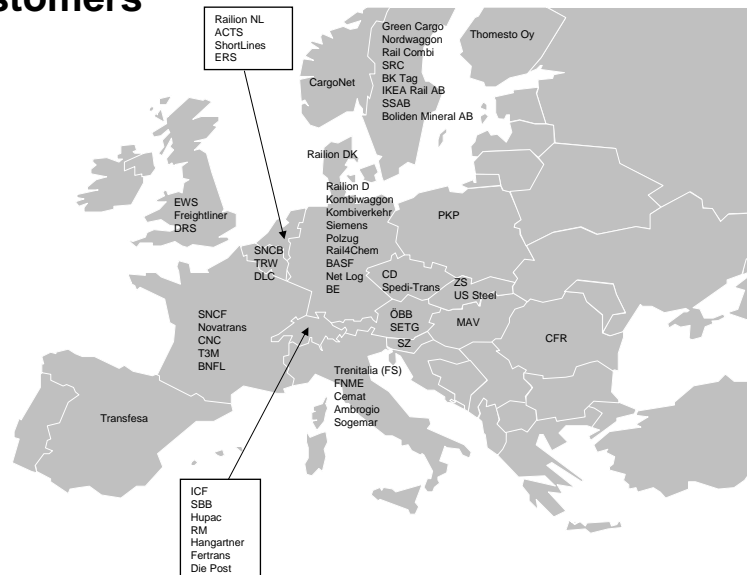 stomers
Railion NL
ACTS
ShortLines
ERS
Green Cargo
Nordwaggon
Rail Combi
SRC
BK Tag
IKEA Rail AB
SSAB
Boliden Mineral AB
Thomesto Oy
CargoNet
Railion DK
Railion D
Kombiwaggon
Kombiverkehr
Siemens
Polzug
Rail4Chem
BASF
Net Log
BE
PKP
EWS
Freightliner
DRS
SNCB
TRW
DLC
CD
Spedi-Trans
ZS
US Steel
SNCF
Novatrans
CNC
T3M
BNFL
ÖBB
SETG
SZ
MAV
CFR
Trenitalia (FS)
FNME
Cemat
Ambrogio
Sogemar
Transfesa
ICF
SBB
Hupac
RM
Hangartner
Fertrans
Die Post